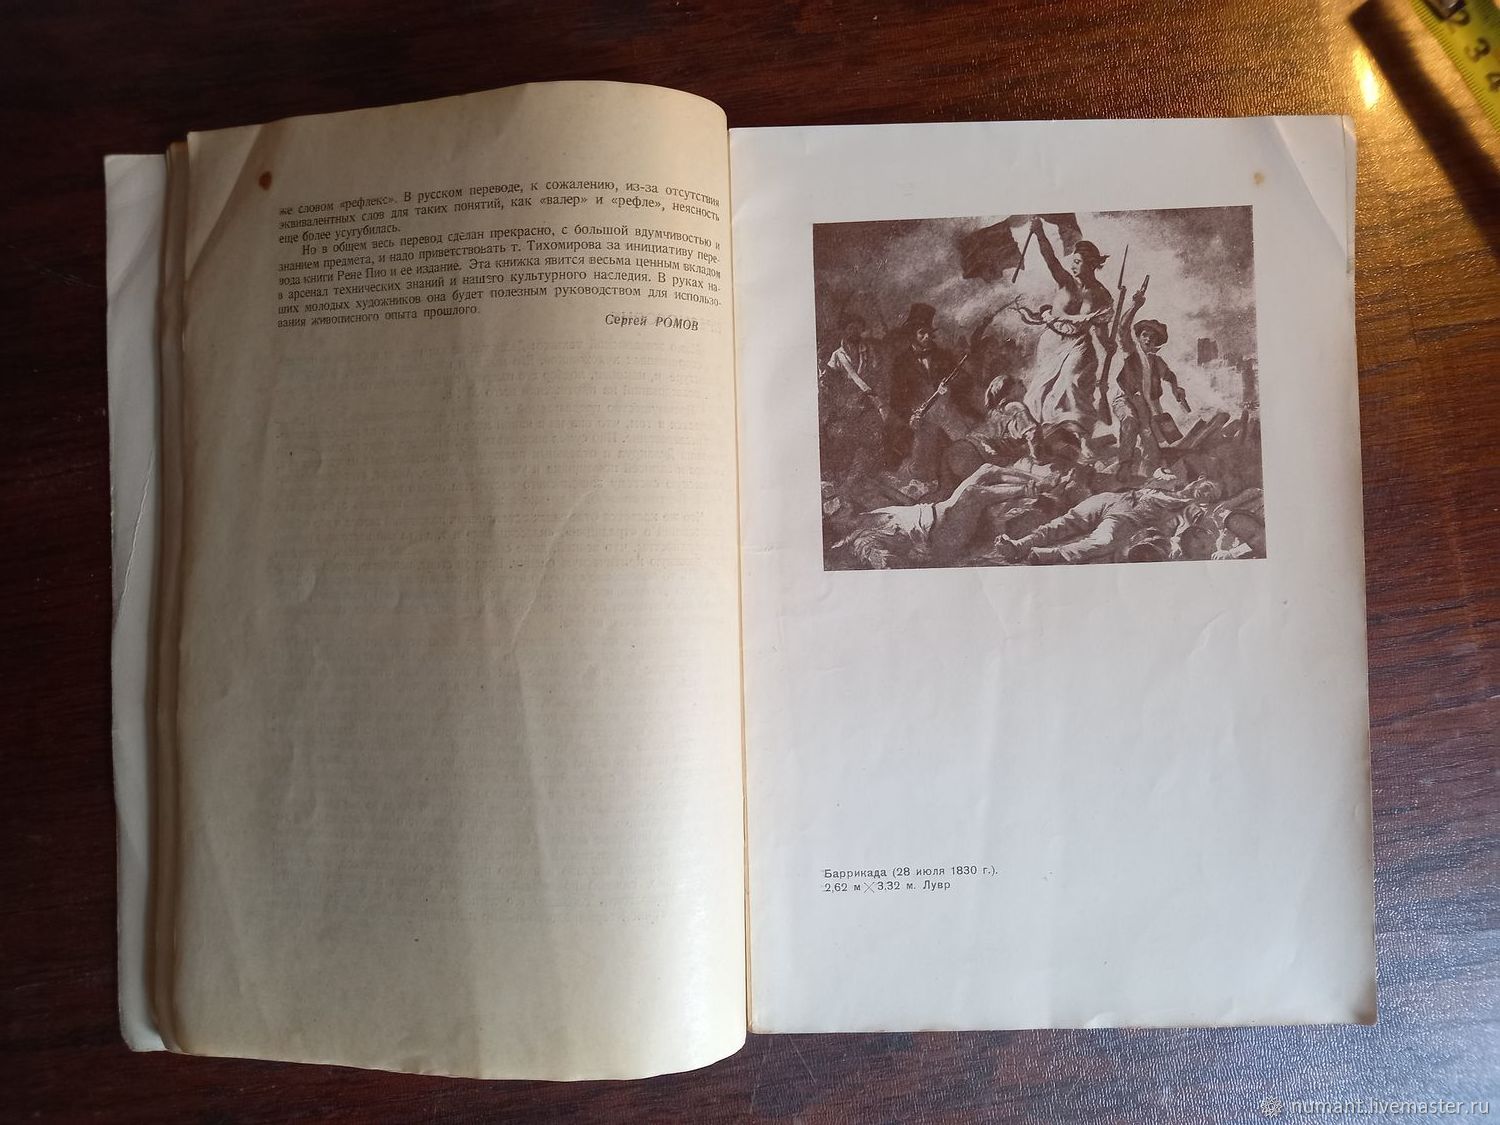 же словом «рефлекс». В русском переводе, к сожалению, из-за отсутствия
эквивалентных слов для таких понятий, как «валер» и «рефле», неясность
еще более усугубилась.
Но в общем весь перевод сделан прекрасно, с большой вдумчивостью и
знанием предмета, и надо приветствовать т. Тихомирова за инициативу пере-
вода книги Рене Пио и ее издание. Эта книжка явится весьма ценным вкладом
в арсенал технических знаний и нашего культурного наследия. В руках на-
ших молодых художников она будет полезным руководством для использо-
вания живописного опыта прошлого.
Сергей РОМОВ
Баррикада (28 июля 1830 г.).
2,62 м × 3,32 м. Лувр
2 3 4
numant.livemaster.ru